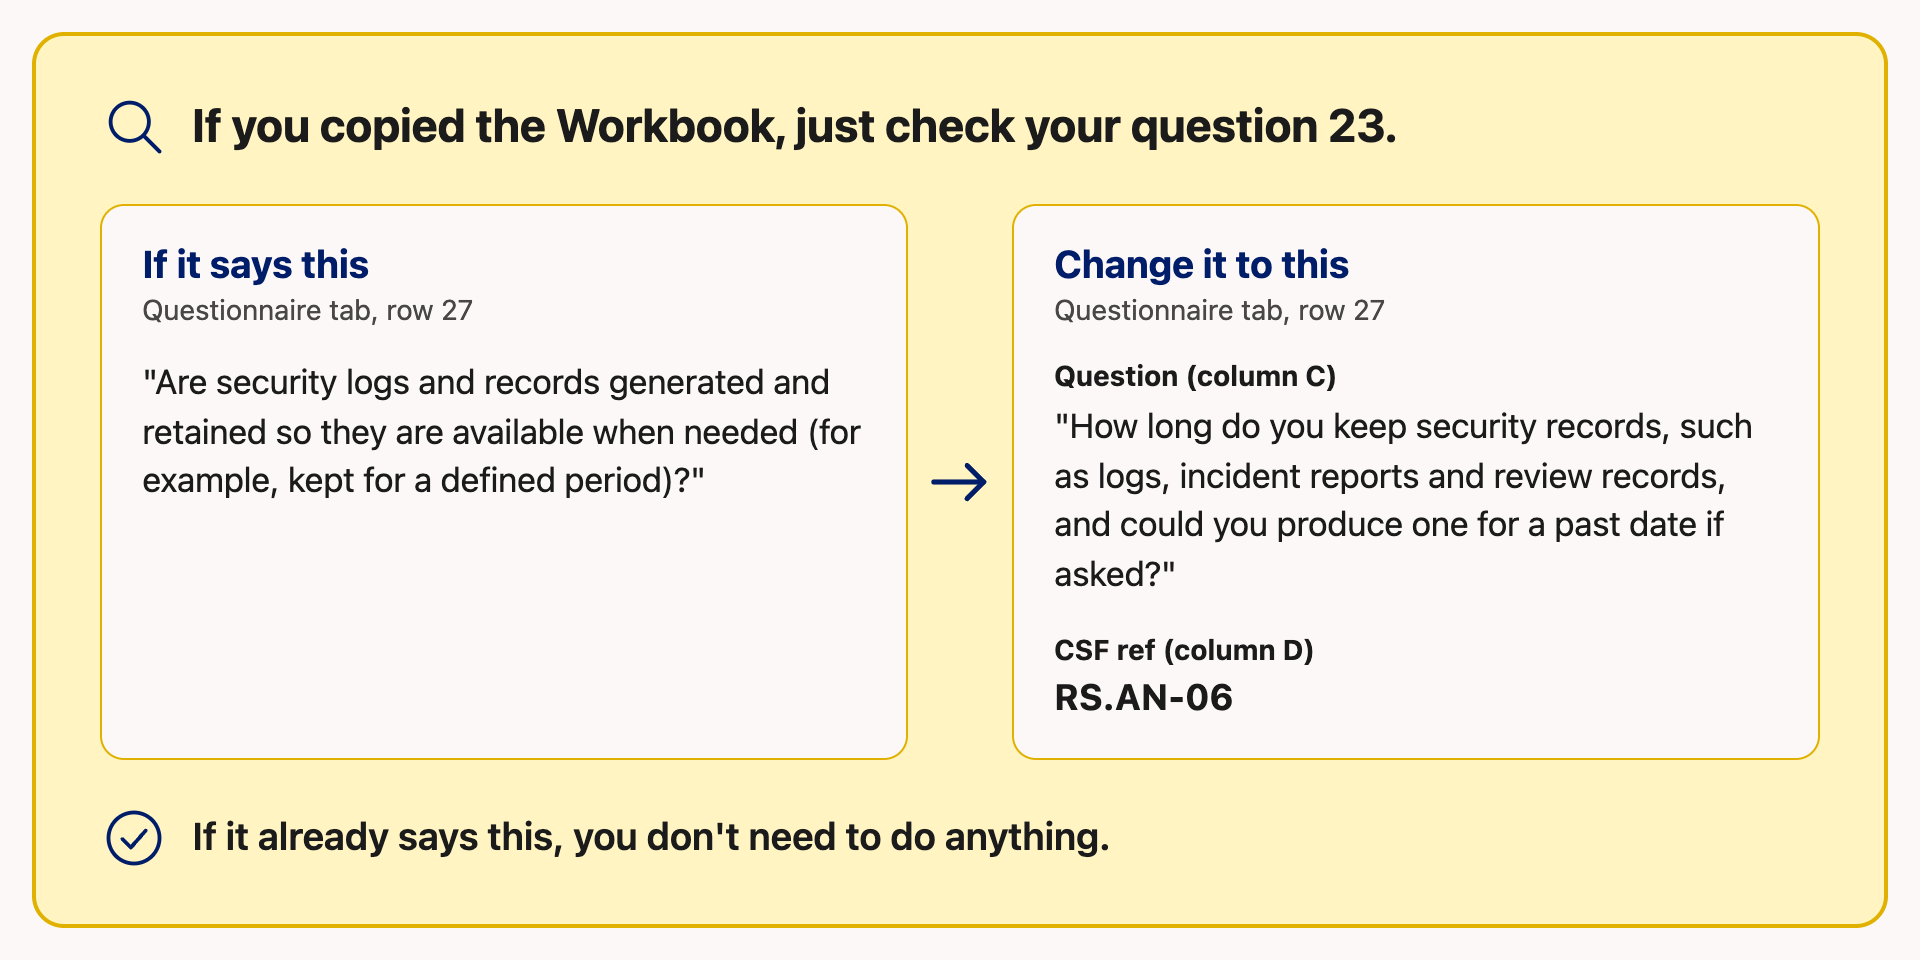 If you copied the Workbook, just check your question 23.
If it says this
Questionnaire tab, row 27
"Are security logs and records generated and
retained so they are available when needed (for
example, kept for a defined period)?"
Change it to this
Questionnaire tab, row 27
Question (column C)
"How long do you keep security records, such
as logs, incident reports and review records,
and could you produce one for a past date if
asked?"
CSF ref (column D)
RS.AN-06
If it already says this, you don't need to do anything.